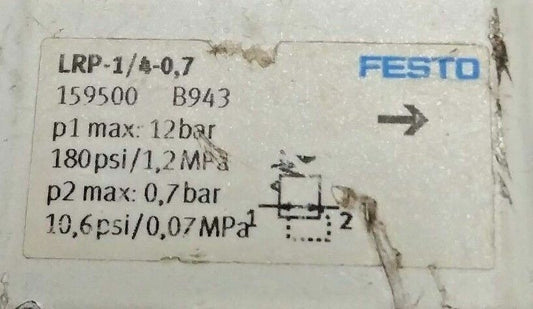 LRP-1/4-0,7
FESTO
159500 B943
p1 max: 12bar
180psi/1,2MPa
p2 max: 0,7bar
10,6psi/0,07MPa
1 2